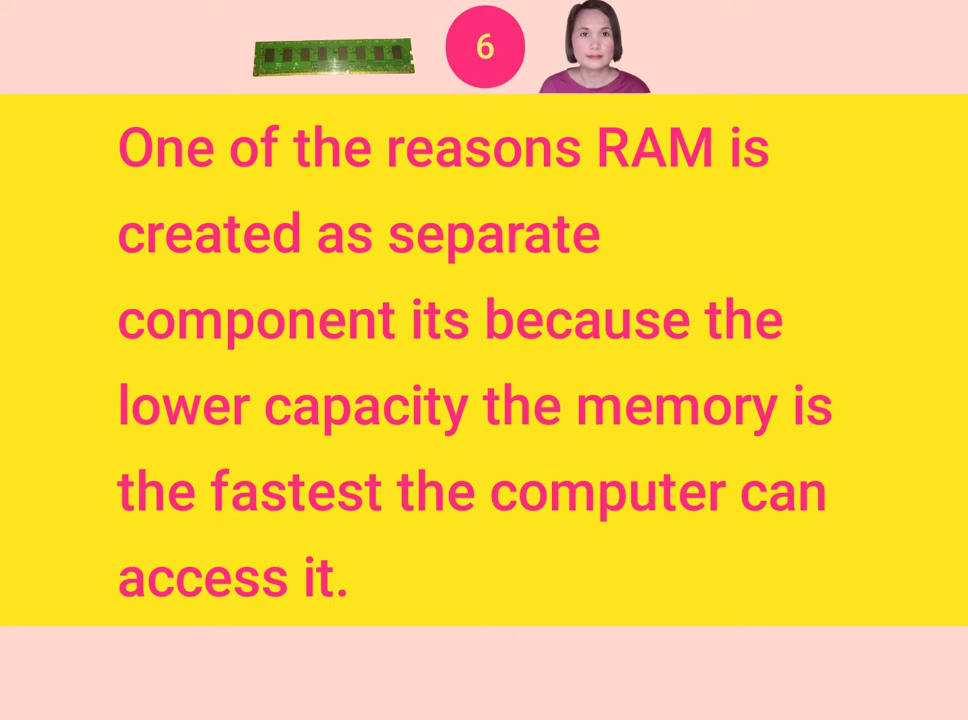 6
One of the reasons RAM is
created as separate
component its because the
lower capacity the memory is
the fastest the computer can
access it.